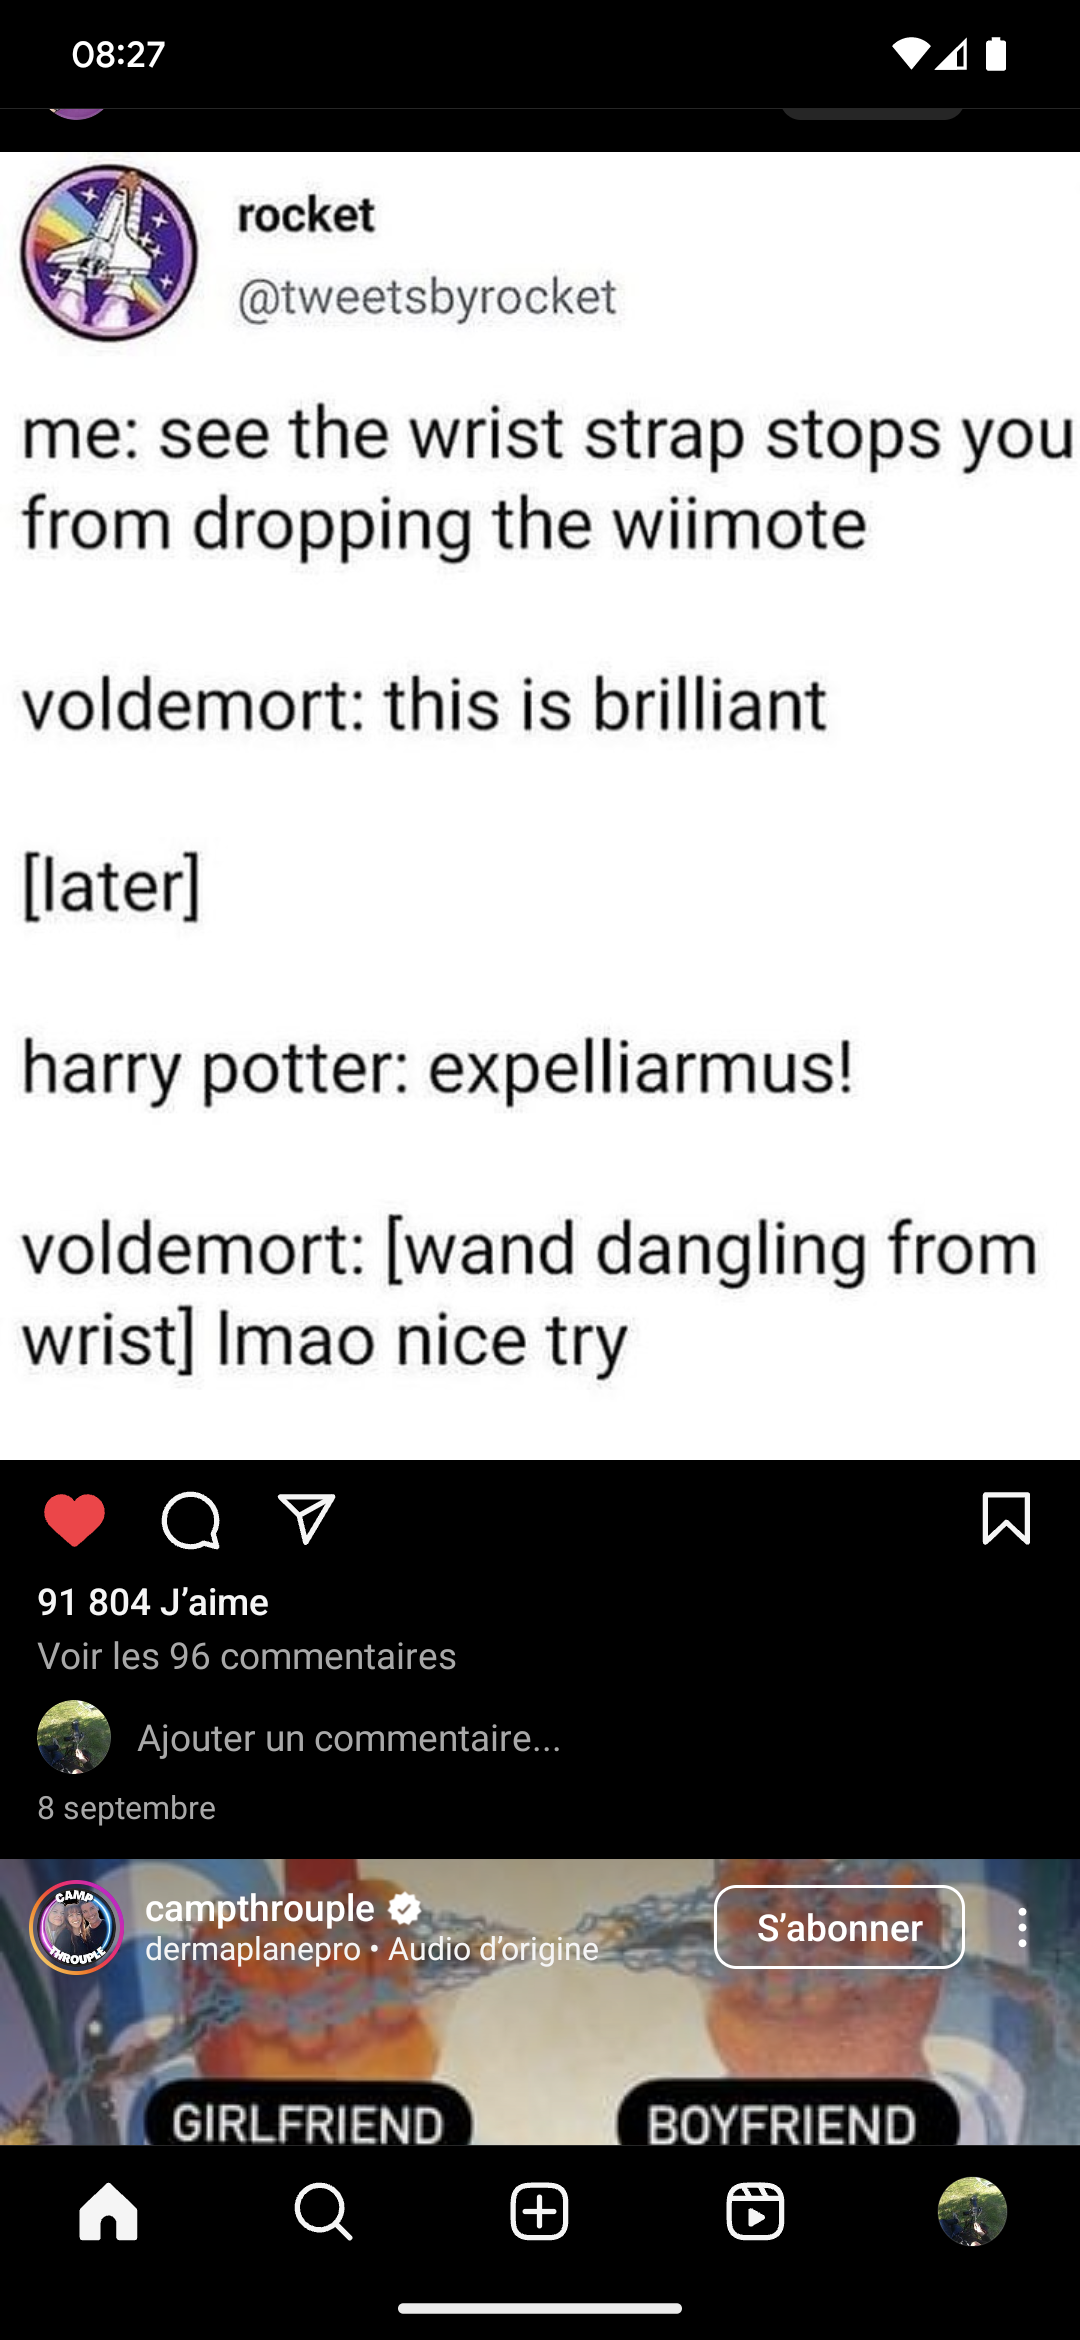 08:27
rocket
@tweetsbyrocket
me: see the wrist strap stops you
from dropping the wiimote
voldemort: this is brilliant
[later]
harry potter: expelliarmus!
voldemort: [wand dangling from
wrist] lmao nice try
91 804 J’aime
Voir les 96 commentaires
Ajouter un commentaire...
8 septembre
CAMP
THROUPLE
campthrouple
dermaplanepro • Audio d’origine
S’abonner
GIRLFRIEND
BOYFRIEND